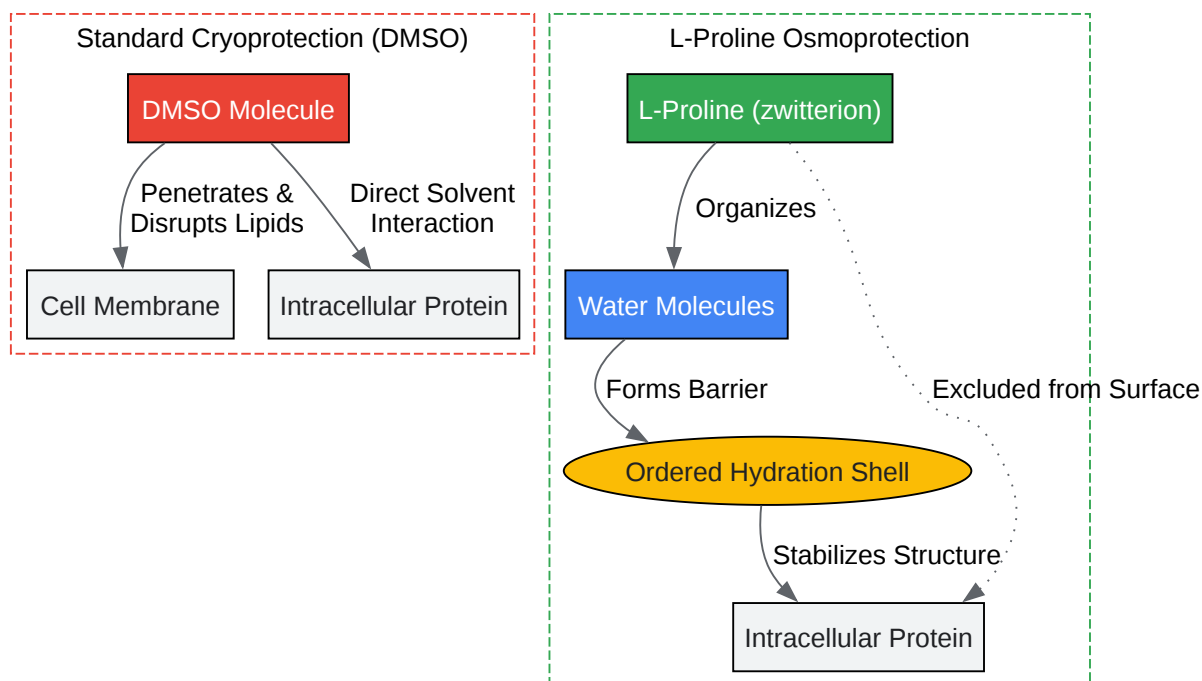 Standard Cryoprotection (DMSO)
DMSO Molecule
Penetrates &
Disrupts Lipids
Direct Solvent
Interaction
Cell Membrane
Intracellular Protein
L-Proline Osmoprotection
L-Proline (zwitterion)
Organizes
Water Molecules
Forms Barrier
Excluded from Surface
Ordered Hydration Shell
Stabilizes Structure
Intracellular Protein